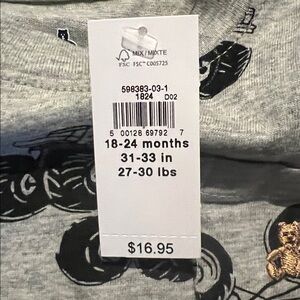 MIX / MIXTE
FSC FSC™ C005725
598383-03-1
1824 D02
5 00128 69792 7
18-24 months
31-33 in
27-30 lbs
$16.95